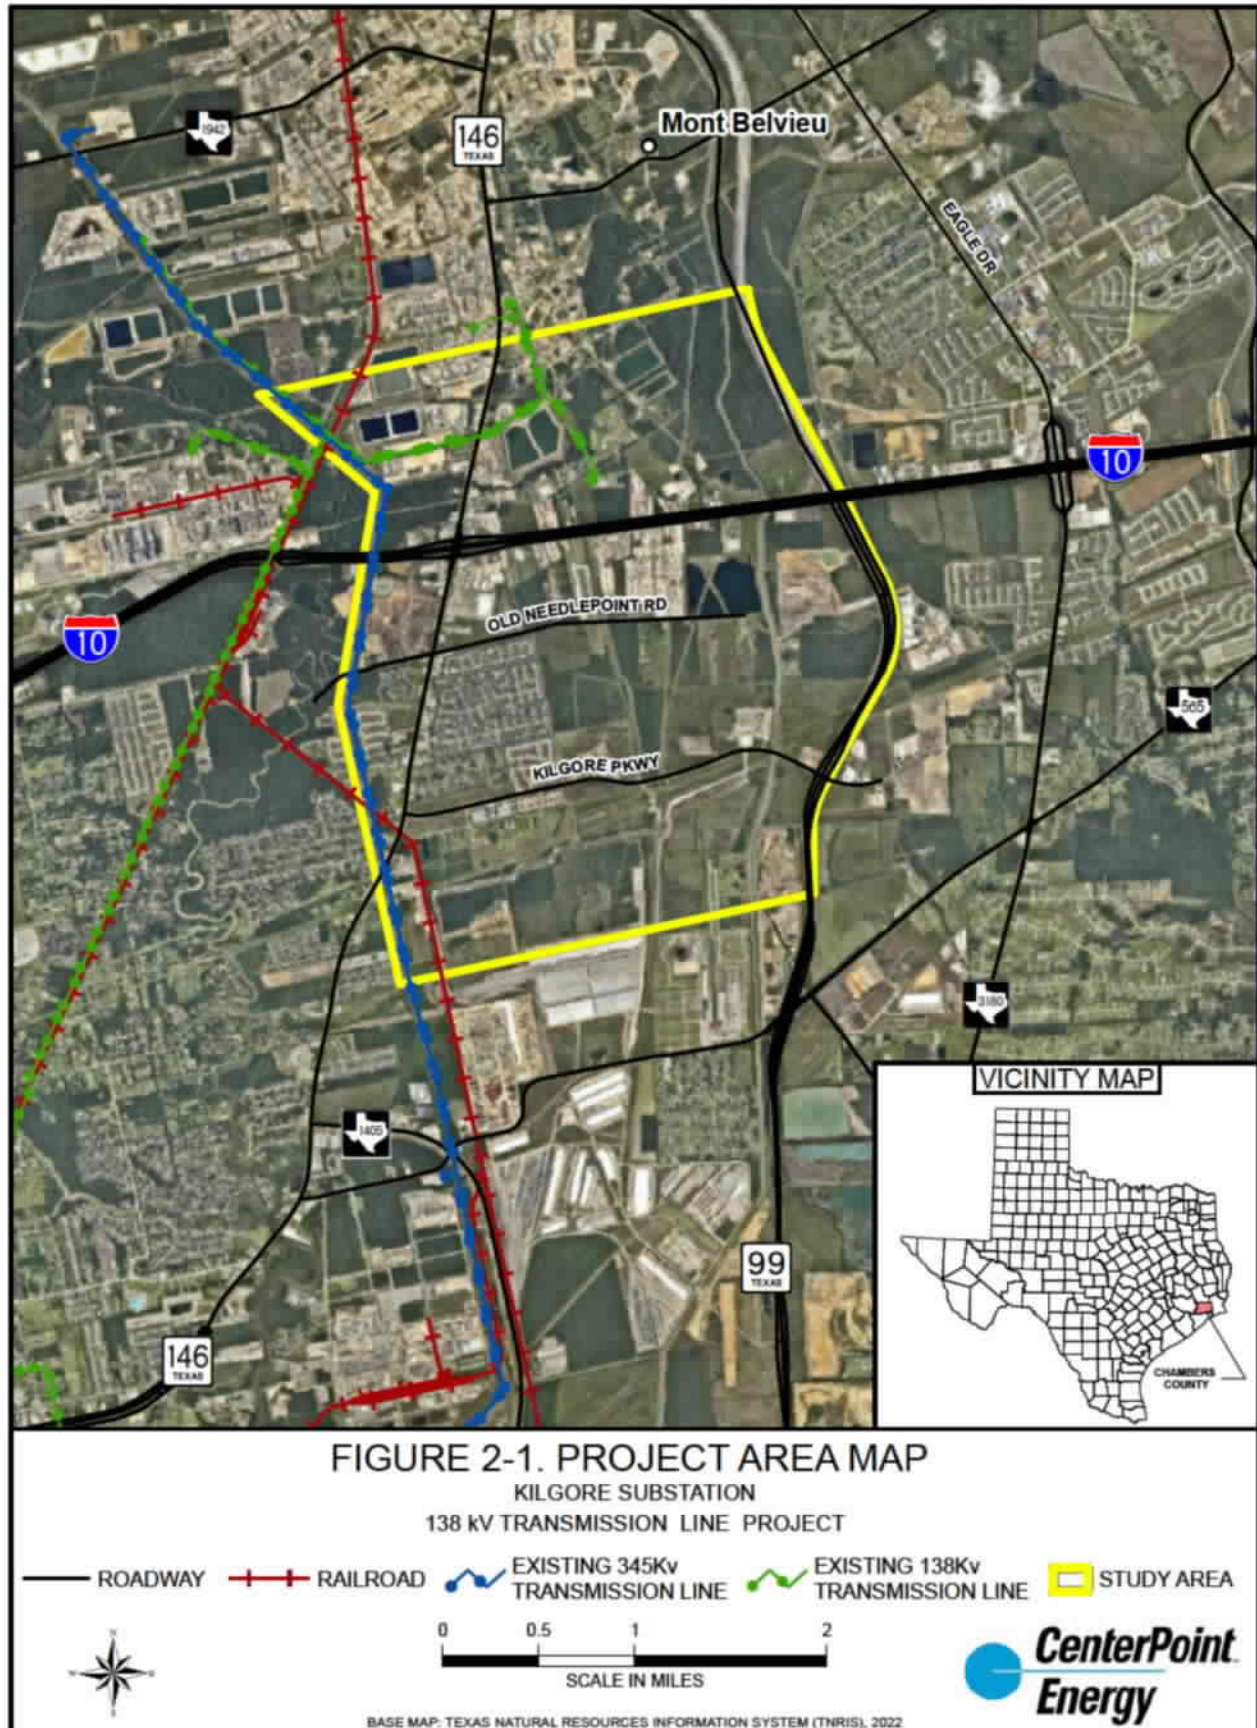 1942
146
TEXAS
Mont Belvieu
EAGLE DR
10
OLD NEEDLEPOINT RD
10
565
KILGORE PKWY
3180
VICINITY MAP
1405
99
TEXAS
CHAMBERS
COUNTY
146
TEXAS
FIGURE 2-1. PROJECT AREA MAP
KILGORE SUBSTATION
138 kV TRANSMISSION LINE PROJECT
ROADWAY
RAILROAD
EXISTING 345Kv
TRANSMISSION LINE
EXISTING 138Kv
TRANSMISSION LINE
STUDY AREA
N
W
E
S
0 0.5 1 2
SCALE IN MILES
CenterPoint
Energy
BASE MAP: TEXAS NATURAL RESOURCES INFORMATION SYSTEM (TNRIS), 2022